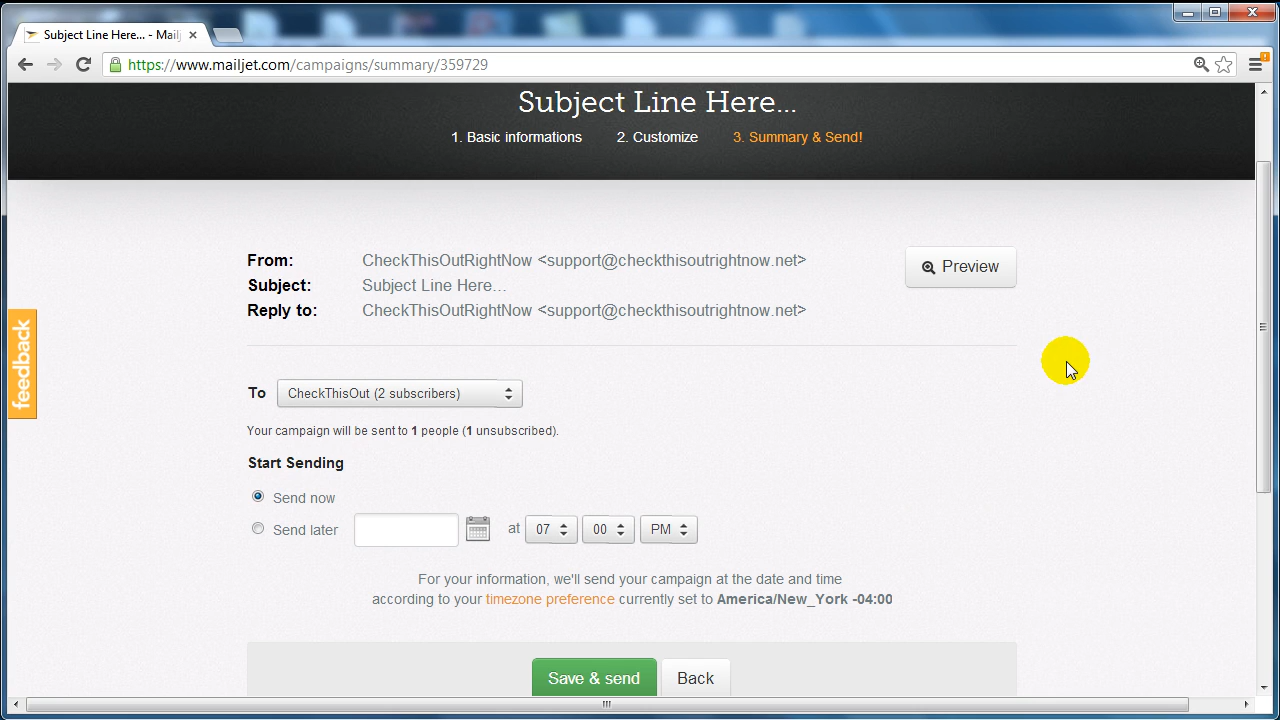 Subject Line Here... - Mailj
https://www.mailjet.com/campaigns/summary/359729
Subject Line Here...
1. Basic informations 2. Customize 3. Summary & Send!
From: CheckThisOutRightNow <support@checkthisoutrightnow.net>
Preview
Subject: Subject Line Here...
Reply to: CheckThisOutRightNow <support@checkthisoutrightnow.net>
feedback
To CheckThisOut (2 subscribers)
Your campaign will be sent to 1 people (1 unsubscribed).
Start Sending
Send now
Send later at 07 00 PM
For your information, we'll send your campaign at the date and time
according to your timezone preference currently set to America/New_York -04:00
Save & send Back